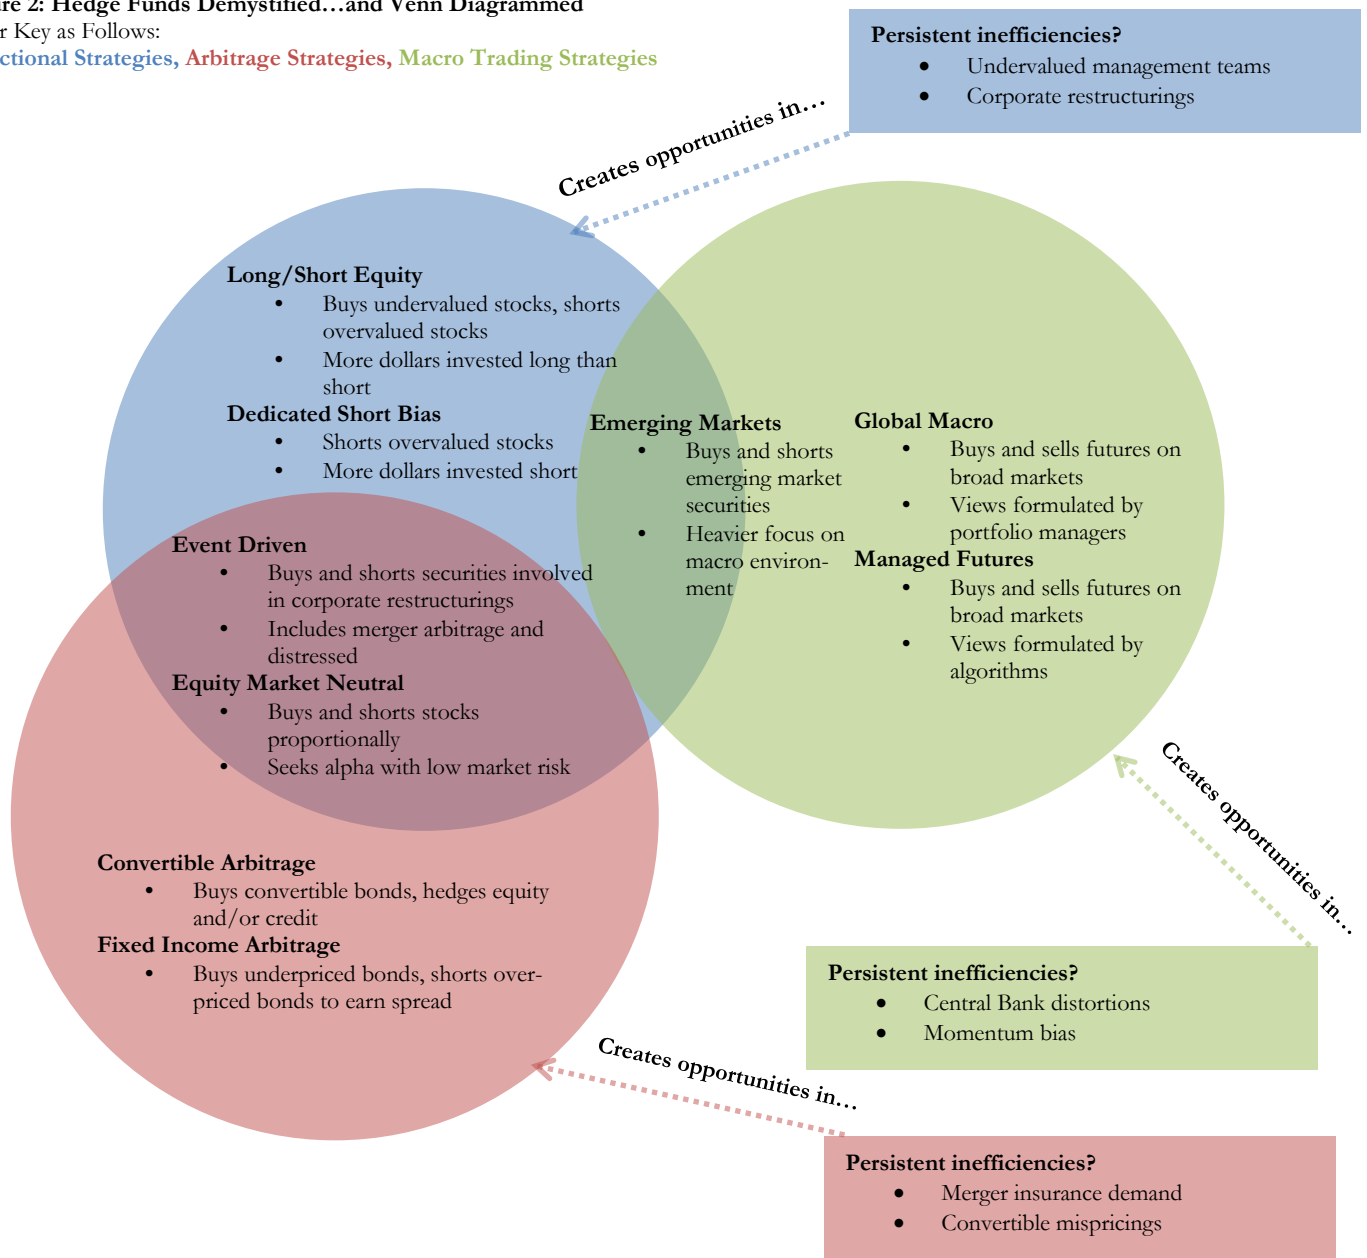 ure 2: Hedge Funds Demystified…and Venn Diagrammed
r Key as Follows:
ctional Strategies, Arbitrage Strategies, Macro Trading Strategies
Persistent inefficiencies?
• Undervalued management teams
• Corporate restructurings
Creates opportunities in…
Long/Short Equity
• Buys undervalued stocks, shorts
overvalued stocks
• More dollars invested long than
short
Dedicated Short Bias
• Shorts overvalued stocks
• More dollars invested short
Emerging Markets
• Buys and shorts
emerging market
securities
• Heavier focus on
macro environ-
ment
Global Macro
• Buys and sells futures on
broad markets
• Views formulated by
portfolio managers
Managed Futures
• Buys and sells futures on
broad markets
• Views formulated by
algorithms
Event Driven
• Buys and shorts securities involved
in corporate restructurings
• Includes merger arbitrage and
distressed
Equity Market Neutral
• Buys and shorts stocks
proportionally
• Seeks alpha with low market risk
Creates opportunities in…
Convertible Arbitrage
• Buys convertible bonds, hedges equity
and/or credit
Fixed Income Arbitrage
• Buys underpriced bonds, shorts over-
priced bonds to earn spread
Persistent inefficiencies?
• Central Bank distortions
• Momentum bias
Creates opportunities in…
Persistent inefficiencies?
• Merger insurance demand
• Convertible mispricings